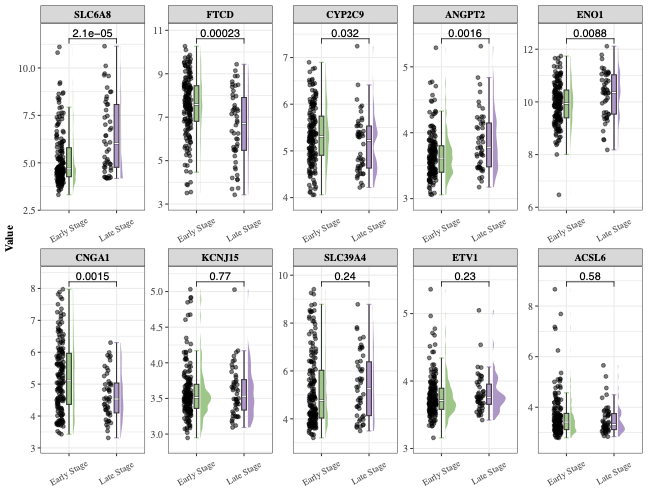 SLC6A8 FTCD CYP2C9 ANGPT2 ENO1
2.1e-05 0.00023 0.032 0.0016 0.0088
10.0 7.5 5.0 2.5
11 9 7 5 3
7 6 5 4
5 4 3
12 10 8 6
Early Stage Late Stage Early Stage Late Stage Early Stage Late Stage Early Stage Late Stage Early Stage Late Stage
Value
CNGA1 KCNJ15 SLC39A4 ETV1 ACSL6
0.0015 0.77 0.24 0.23 0.58
8 7 6 5 4 3
5.0 4.5 4.0 3.5 3.0
10 8 6 4
5 4 3
8 6 4
Early Stage Late Stage Early Stage Late Stage Early Stage Late Stage Early Stage Late Stage Early Stage Late Stage